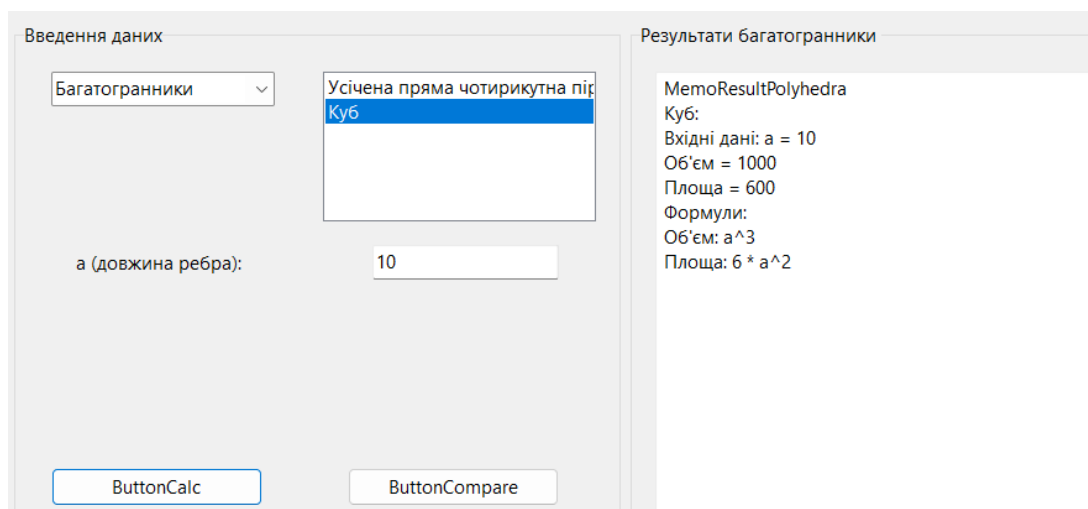 Введення даних
Багатогранники
Усічена пряма чотирикутна пір
Куб
а (довжина ребра):
10
ButtonCalc
ButtonCompare
Результати багатогранники
MemoResultPolyhedra
Куб:
Вхідні дані: a = 10
Об'єм = 1000
Площа = 600
Формули:
Об'єм: a^3
Площа: 6 * a^2